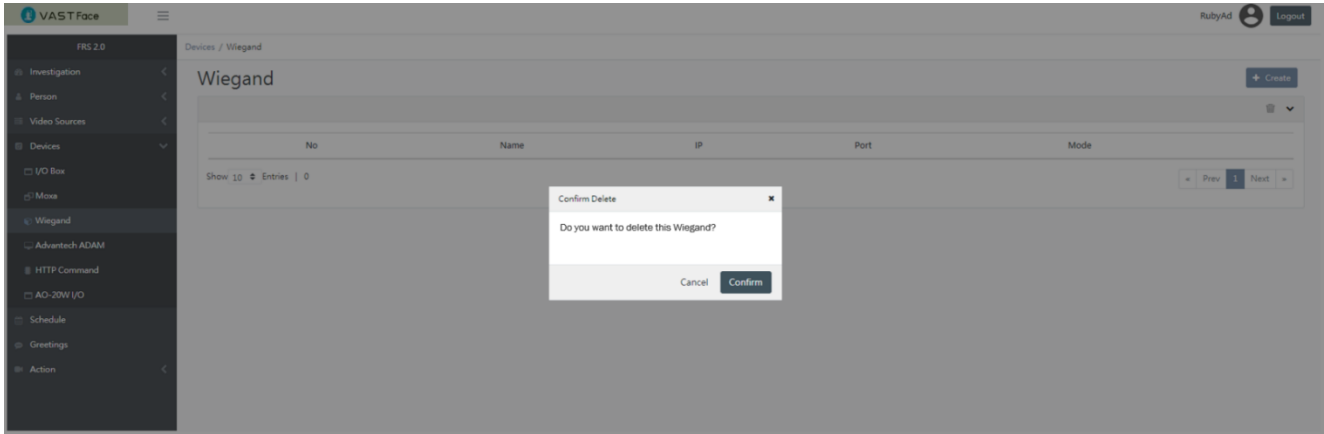 VAST Face
RubyAd
Logout
FRS 2.0
Devices / Wiegand
Investigation
Wiegand
+ Create
Person
Video Sources
Devices
No Name IP Port Mode
I/O Box
Show 10 Entries | 0
« Prev 1 Next »
Moxa
Confirm Delete
Wiegand
Do you want to delete this Wiegand?
Advantech ADAM
HTTP Command
Cancel Confirm
AO-20W I/O
Schedule
Greetings
Action